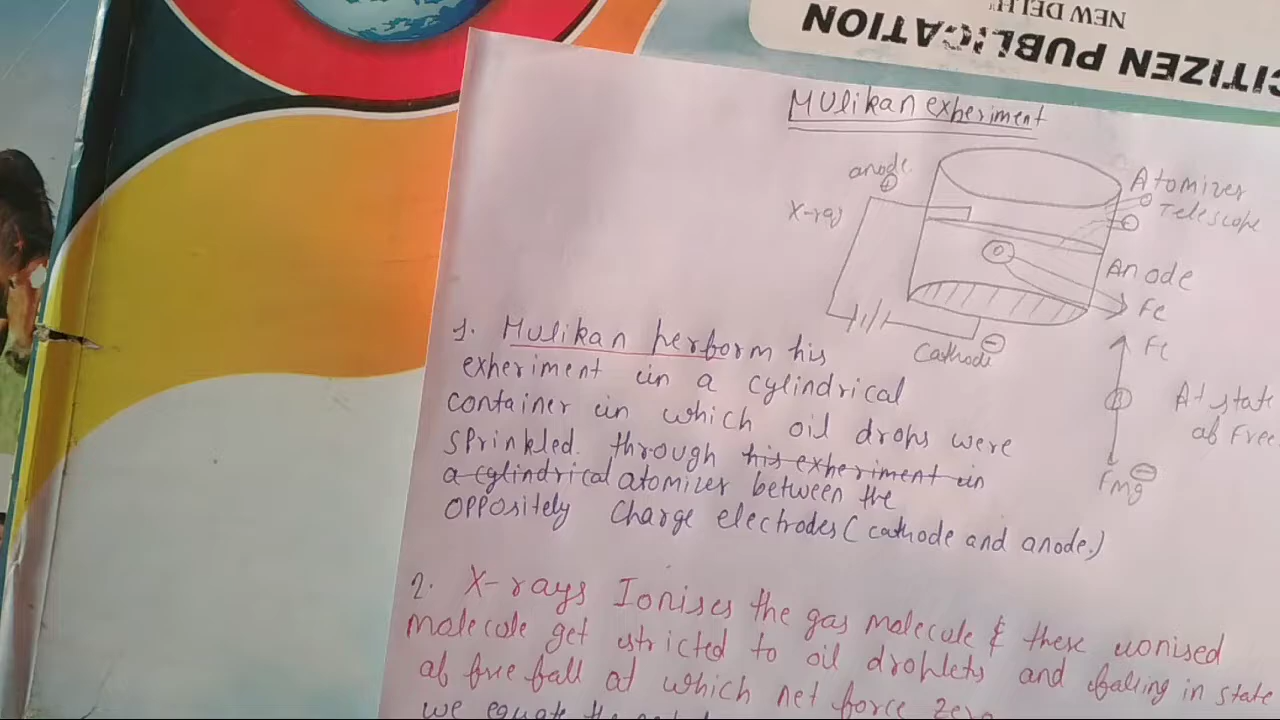 NEW DELHI
CITIZEN PUBLICATION
Mulikan experiment
anode
X-ray
Atomizer
Telescope
Anode
Fe
Cathode
Fe
At state
of Free
Fmg
1. Mulikan perform his
experiment in a cylindrical
container in which oil drops were
sprinkled. through his experiment in
a cylindrical atomizer between the
oppositely charge electrodes (cathode and anode.)
2. X-rays Ionises the gas molecule & these ionised
molecule get stricted to oil droplets and falling in state
of free fall at which net force zero
we equate the